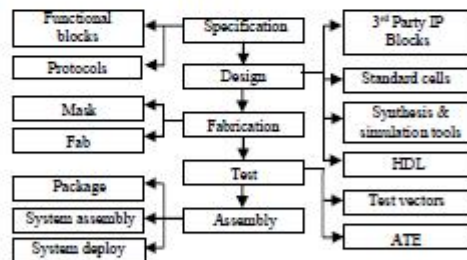 Functional
blocks
Protocols
Mask
Fab
Package
System assembly
System deploy
Specification
Design
Fabrication
Test
Assembly
3rd Party IP
Blocks
Standard cells
Synthesis &
simulation tools
HDL
Test vectors
ATE